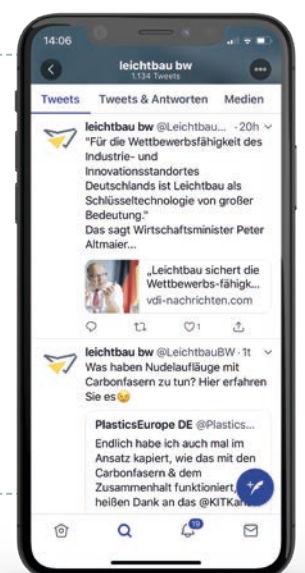 14:06
leichtbau bw
1.134 Tweets
Tweets Tweets & Antworten Medien
leichtbau bw @Leichtbau... · 20h
"Für die Wettbewerbsfähigkeit des
Industrie- und
Innovationsstandortes
Deutschlands ist Leichtbau als
Schlüsseltechnologie von großer
Bedeutung."
Das sagt Wirtschaftsminister Peter
Altmaier...
„Leichtbau sichert die
Wettbewerbs-fähigk...
vdi-nachrichten.com
1
leichtbau bw @LeichtbauBW · 1t
Was haben Nudelaufläuge mit
Carbonfasern zu tun? Hier erfahren
Sie es😉
PlasticsEurope DE @Plastics...
Endlich habe ich auch mal im
Ansatz kapiert, wie das mit den
Carbonfasern & dem
Zusammenhalt funktioniert,
heißen Dank an das @KITKar
19